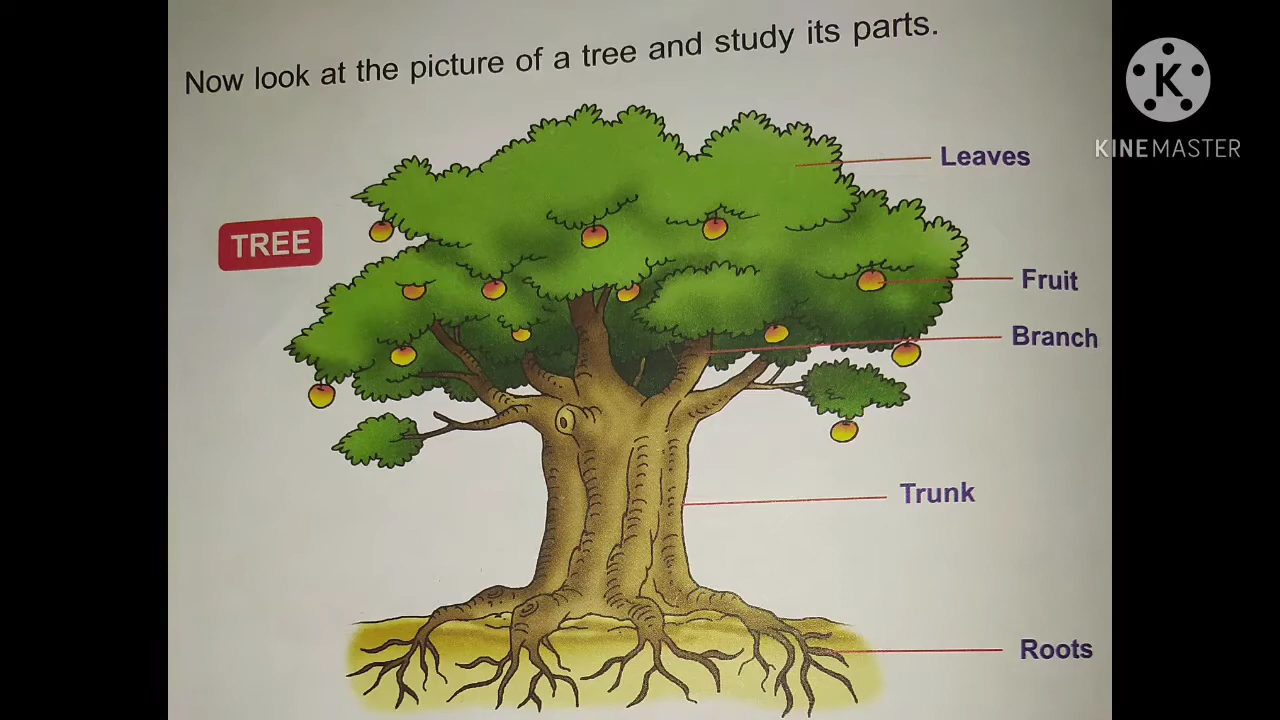 Now look at the picture of a tree and study its parts.
K
KINEMASTER
Leaves
TREE
Fruit
Branch
Trunk
Roots